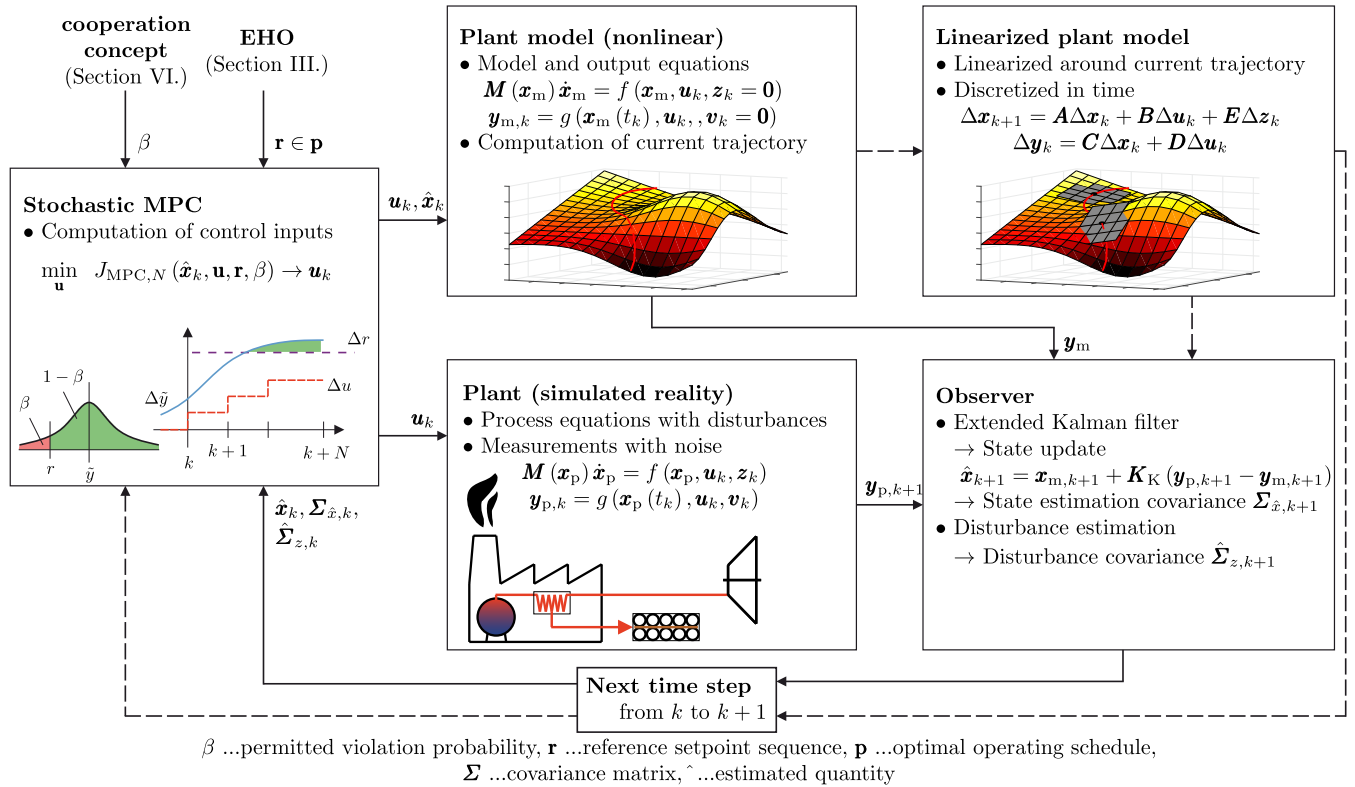 cooperation
concept
(Section VI.)
EHO
(Section III.)
β
r ∈ p
Stochastic MPC
• Computation of control inputs
min J_MPC,N (x̂_k, u, r, β) → u_k
u
Δr
Δu
Δỹ
1 − β
β
r
ỹ
k
k + 1
k + N
u_k, x̂_k
u_k
Plant model (nonlinear)
• Model and output equations
M (x_m) ẋ_m = f (x_m, u_k, z_k = 0)
y_m,k = g (x_m (t_k) , u_k, , v_k = 0)
• Computation of current trajectory
Linearized plant model
• Linearized around current trajectory
• Discretized in time
Δx_k+1 = AΔx_k + BΔu_k + EΔz_k
Δy_k = CΔx_k + DΔu_k
y_m
Plant (simulated reality)
• Process equations with disturbances
• Measurements with noise
M (x_p) ẋ_p = f (x_p, u_k, z_k)
y_p,k = g (x_p (t_k) , u_k, v_k)
y_p,k+1
Observer
• Extended Kalman filter
→ State update
x̂_k+1 = x_m,k+1 + K_K (y_p,k+1 − y_m,k+1)
→ State estimation covariance Σ_x̂,k+1
• Disturbance estimation
→ Disturbance covariance Σ̂_z,k+1
x̂_k, Σ_x̂,k,
Σ̂_z,k
Next time step
from k to k + 1
β ...permitted violation probability, r ...reference setpoint sequence, p ...optimal operating schedule,
Σ ...covariance matrix, ˆ ...estimated quantity